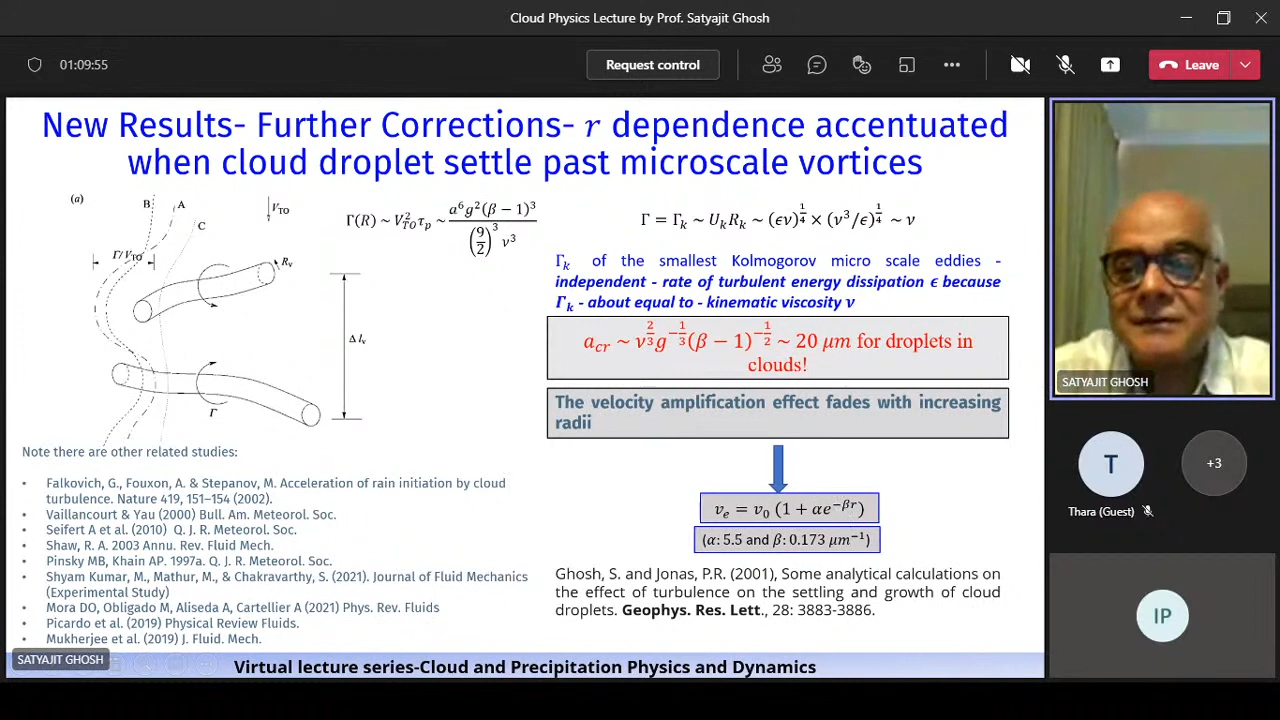 Cloud Physics Lecture by Prof. Satyajit Ghosh
01:09:55
Request control
Leave
New Results- Further Corrections- r dependence accentuated
when cloud droplet settle past microscale vortices
(a)
B
A
C
V_TO
Γ/V_TO
R_v
Δ l_v
Γ
Γ(R) ~ V_TO^2 τ_p ~ a^6 g^2 (β − 1)^3 / (9/2)^3 ν^3
Γ = Γ_k ~ U_k R_k ~ (ϵν)^(1/4) × (ν^3/ϵ)^(1/4) ~ ν
Γ_k of the smallest Kolmogorov micro scale eddies -
independent - rate of turbulent energy dissipation ϵ because
Γ_k - about equal to - kinematic viscosity ν
a_cr ~ ν^(2/3) g^(−1/3) (β − 1)^(−1/2) ~ 20 μm for droplets in
clouds!
The velocity amplification effect fades with increasing
radii
v_e = v_0 (1 + αe^(−βr))
(α: 5.5 and β: 0.173 μm^−1)
Ghosh, S. and Jonas, P.R. (2001), Some analytical calculations on
the effect of turbulence on the settling and growth of cloud
droplets. Geophys. Res. Lett., 28: 3883-3886.
Note there are other related studies:
• Falkovich, G., Fouxon, A. & Stepanov, M. Acceleration of rain initiation by cloud
turbulence. Nature 419, 151–154 (2002).
• Vaillancourt & Yau (2000) Bull. Am. Meteorol. Soc.
• Seifert A et al. (2010) Q. J. R. Meteorol. Soc.
• Shaw, R. A. 2003 Annu. Rev. Fluid Mech.
• Pinsky MB, Khain AP. 1997a. Q. J. R. Meteorol. Soc.
• Shyam Kumar, M., Mathur, M., & Chakravarthy, S. (2021). Journal of Fluid Mechanics
(Experimental Study)
• Mora DO, Obligado M, Aliseda A, Cartellier A (2021) Phys. Rev. Fluids
• Picardo et al. (2019) Physical Review Fluids.
• Mukherjee et al. (2019) J. Fluid. Mech.
SATYAJIT GHOSH
Virtual lecture series-Cloud and Precipitation Physics and Dynamics
SATYAJIT GHOSH
T
+3
Thara (Guest)
IP